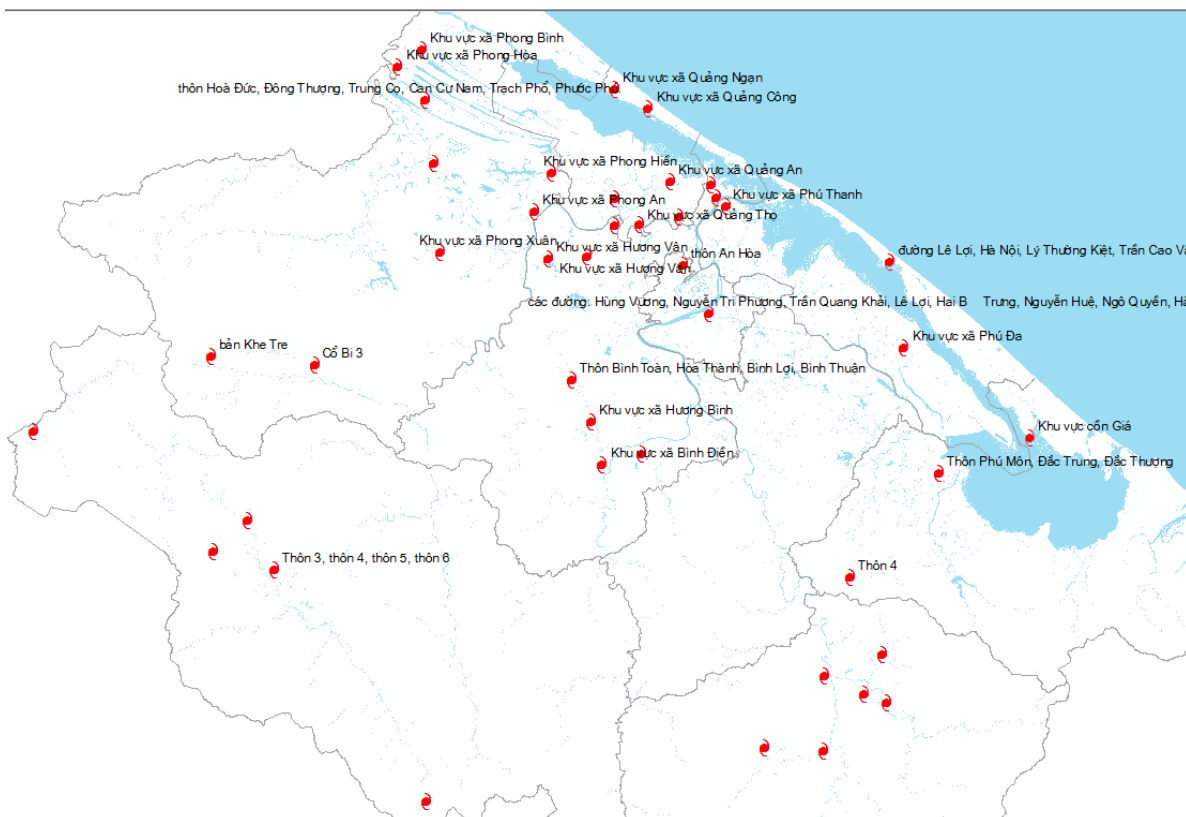 Khu vực xã Phong Bình
Khu vực xã Phong Hòa
Khu vực xã Quảng Ngạn
thôn Hoà Đức, Đông Thượng, Trung Cọ, Can Cư Nam, Trạch Phổ, Phước Phú
Khu vực xã Quảng Công
Khu vực xã Phong Hiền
Khu vực xã Quảng An
Khu vực xã Phú Thanh
Khu vực xã Phong An
Khu vực xã Quảng Thọ
Khu vực xã Phong Xuân
Khu vực xã Hương Vân
thôn An Hòa
đường Lê Lợi, Hà Nội, Lý Thường Kiệt, Trần Cao Vâ
Khu vực xã Hương Vân
các đường: Hùng Vương, Nguyễn Tri Phương, Trần Quang Khải, Lê Lợi, Hai B Trưng, Nguyễn Huệ, Ngô Quyền, Hà
bản Khe Tre
Cổ Bi 3
Khu vực xã Phú Đa
Thôn Bình Toàn, Hòa Thành, Bình Lợi, Bình Thuận
Khu vực xã Hương Bình
Khu vực cồn Giá
Khu vực xã Bình Điền
Thôn Phú Môn, Đắc Trung, Đắc Thượng
Thôn 3, thôn 4, thôn 5, thôn 6
Thôn 4